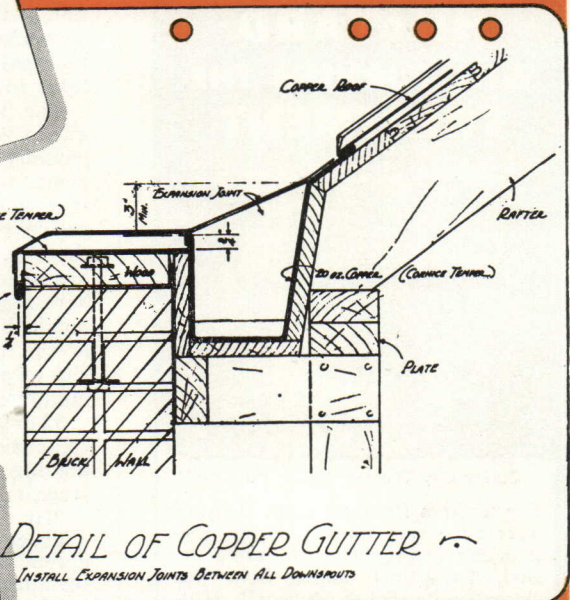 COPPER ROOF
EXPANSION JOINT
3" MIN.
E TEMPER)
RAFTER
WOOD
20 OZ. COPPER (CORNICE TEMPER)
PLATE
BRICK WALL
DETAIL OF COPPER GUTTER
INSTALL EXPANSION JOINTS BETWEEN ALL DOWNSPOUTS